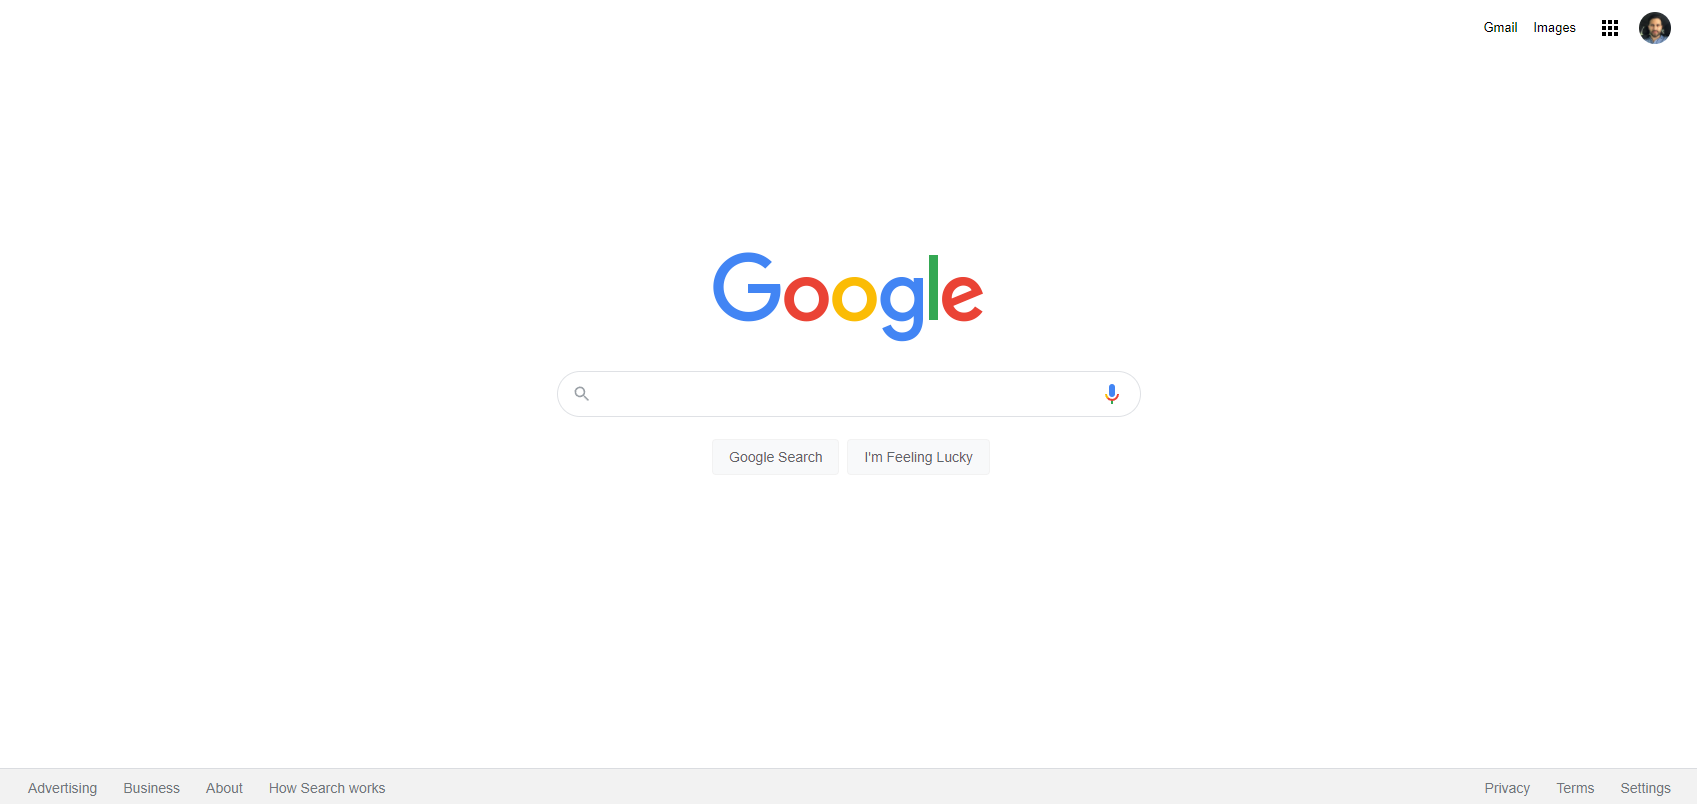 Gmail Images
Google
Google Search I'm Feeling Lucky
Advertising Business About How Search works Privacy Terms Settings